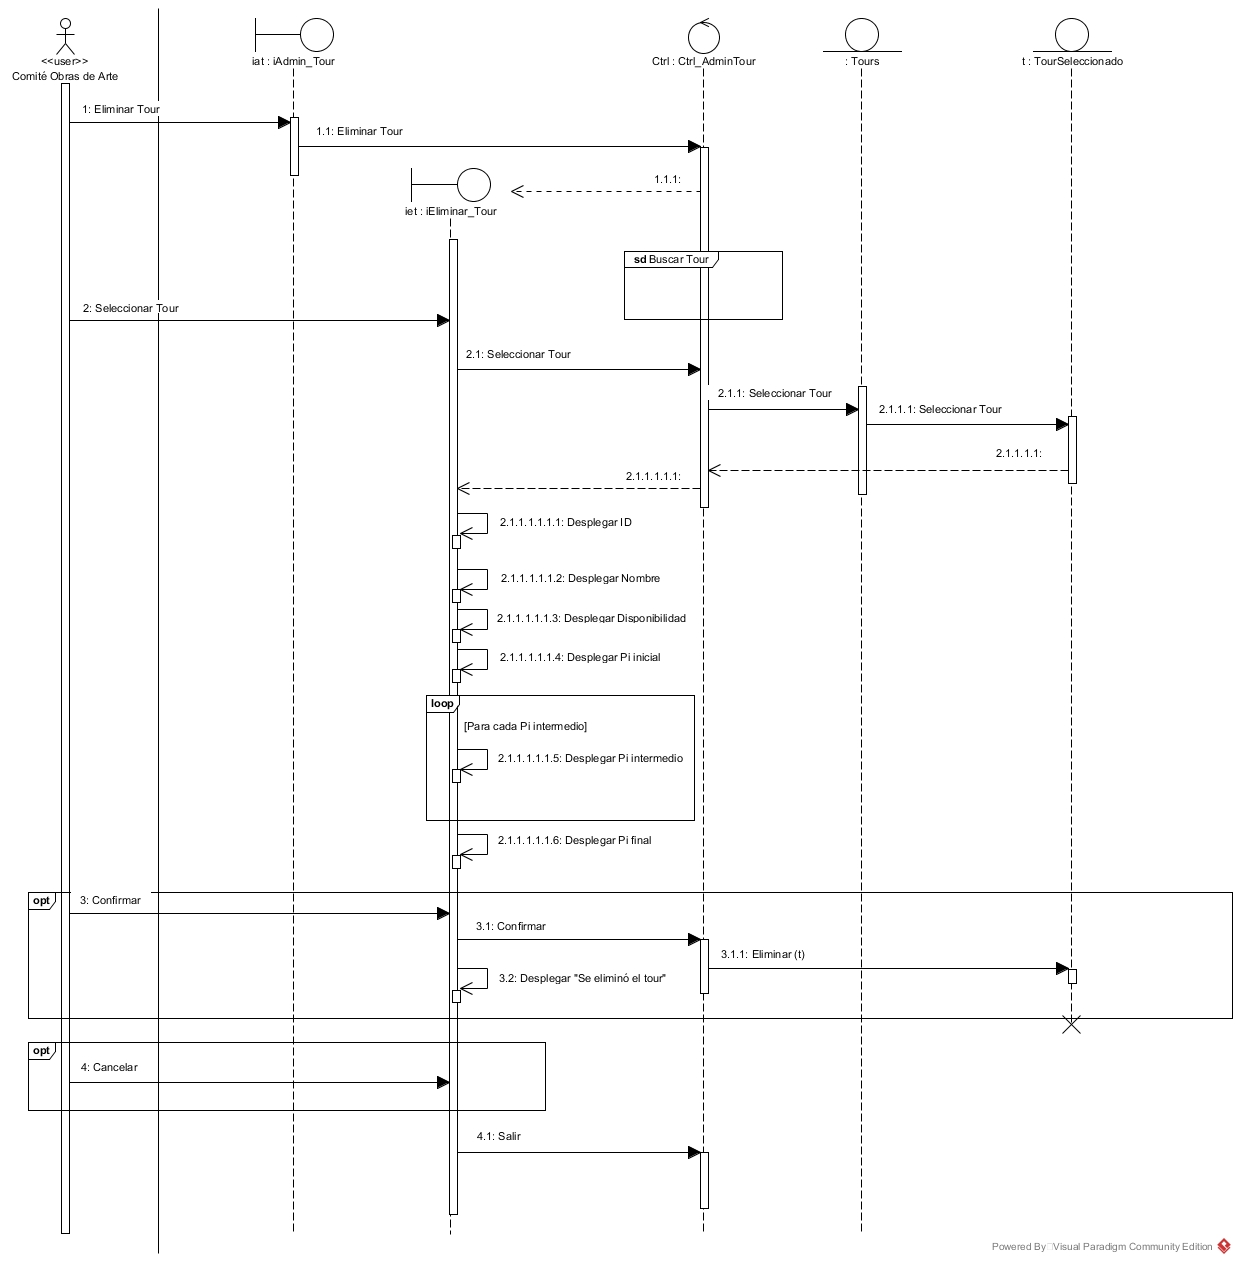 <<user>>
Comité Obras de Arte
iat : iAdmin_Tour
Ctrl : Ctrl_AdminTour
: Tours
t : TourSeleccionado
1: Eliminar Tour
1.1: Eliminar Tour
1.1.1:
iet : iEliminar_Tour
sd Buscar Tour
2: Seleccionar Tour
2.1: Seleccionar Tour
2.1.1: Seleccionar Tour
2.1.1.1: Seleccionar Tour
2.1.1.1.1:
2.1.1.1.1.1:
2.1.1.1.1.1.1: Desplegar ID
2.1.1.1.1.1.2: Desplegar Nombre
2.1.1.1.1.1.3: Desplegar Disponibilidad
2.1.1.1.1.1.4: Desplegar Pi inicial
loop
[Para cada Pi intermedio]
2.1.1.1.1.1.5: Desplegar Pi intermedio
2.1.1.1.1.1.6: Desplegar Pi final
opt
3: Confirmar
3.1: Confirmar
3.1.1: Eliminar (t)
3.2: Desplegar "Se eliminó el tour"
opt
4: Cancelar
4.1: Salir
Powered By Visual Paradigm Community Edition